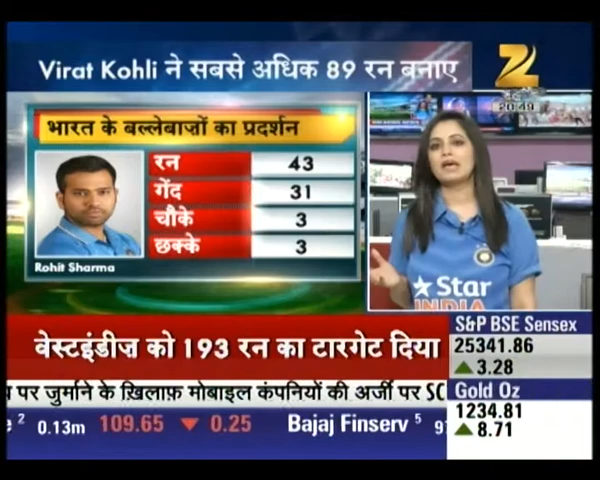 Virat Kohli ने सबसे अधिक 89 रन बनाए
20:49
भारत के बल्लेबाज़ों का प्रदर्शन
रन 43
गेंद 31
चौके 3
छक्के 3
Rohit Sharma
Star
INDIA
वेस्टइंडीज़ को 193 रन का टारगेट दिया
S&P BSE Sensex
25341.86
▲ 3.28
पर जुर्माने के ख़िलाफ़ मोबाइल कंपनियों की अर्जी पर SC
Gold Oz
1234.81
▲ 8.71
e 2 0.13m 109.65 ▼ 0.25 Bajaj Finserv 5